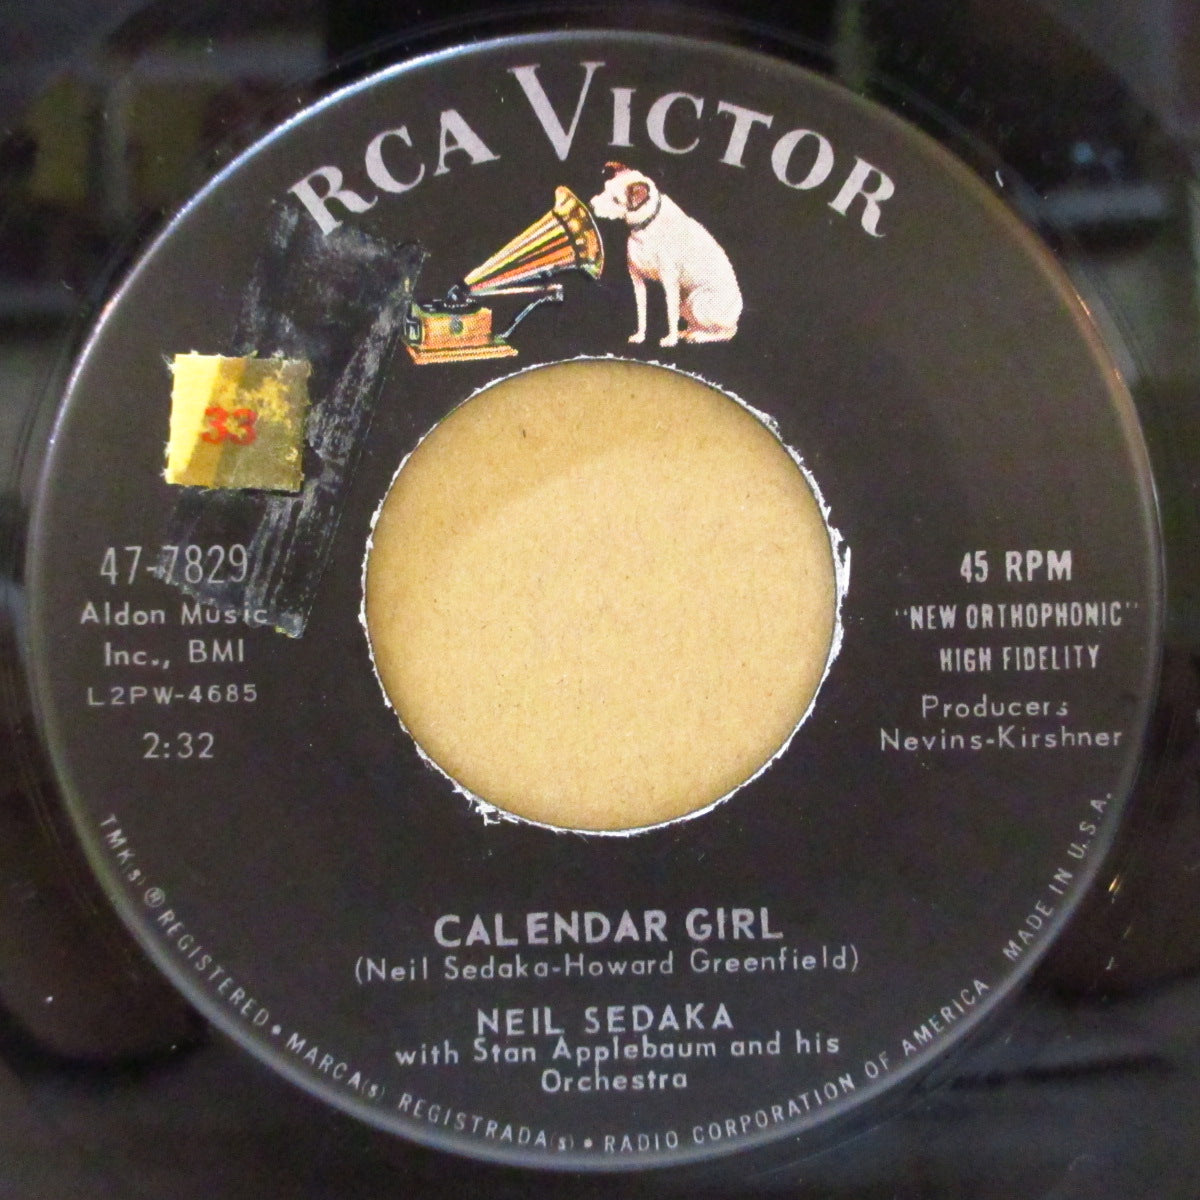 RCA VICTOR
33
47-7829
Aldon Music
Inc., BMI
L2PW-4685
2:32
45 RPM
"NEW ORTHOPHONIC"
HIGH FIDELITY
Producers
Nevins-Kirshner
CALENDAR GIRL
(Neil Sedaka-Howard Greenfield)
NEIL SEDAKA
with Stan Applebaum and his
Orchestra
TMK(s) ® REGISTERED • MARCA(s) REGISTRADA(s) • RADIO CORPORATION OF AMERICA MADE IN U.S.A.